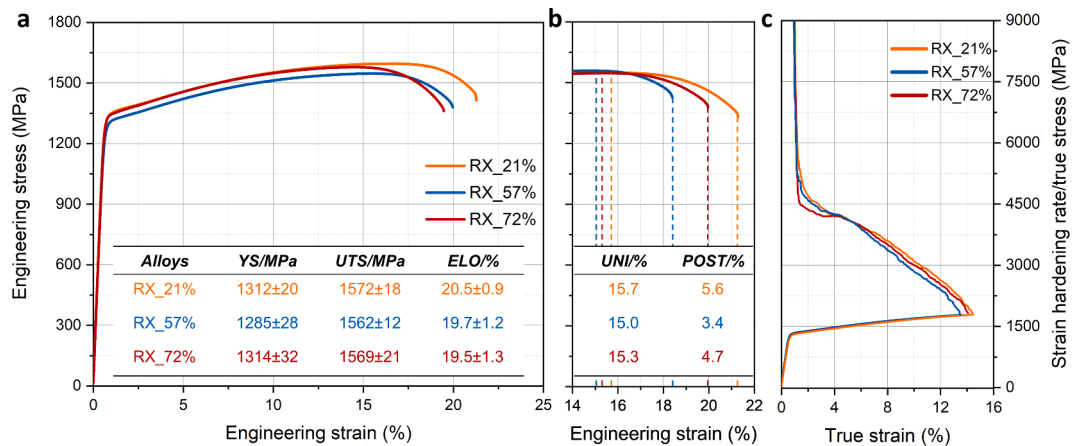 a
Engineering stress (MPa)
1800
1500
1200
900
600
300
0
0 5 10 15 20 25
Engineering strain (%)
RX_21%
RX_57%
RX_72%
Alloys YS/MPa UTS/MPa ELO/%
RX_21% 1312±20 1572±18 20.5±0.9
RX_57% 1285±28 1562±12 19.7±1.2
RX_72% 1314±32 1569±21 19.5±1.3
b
UNI/% POST/%
15.7 5.6
15.0 3.4
15.3 4.7
14 16 18 20 22
Engineering strain (%)
c
RX_21%
RX_57%
RX_72%
9000
7500
6000
4500
3000
1500
0
Strain hardening rate/true stress (MPa)
0 4 8 12 16
True strain (%)